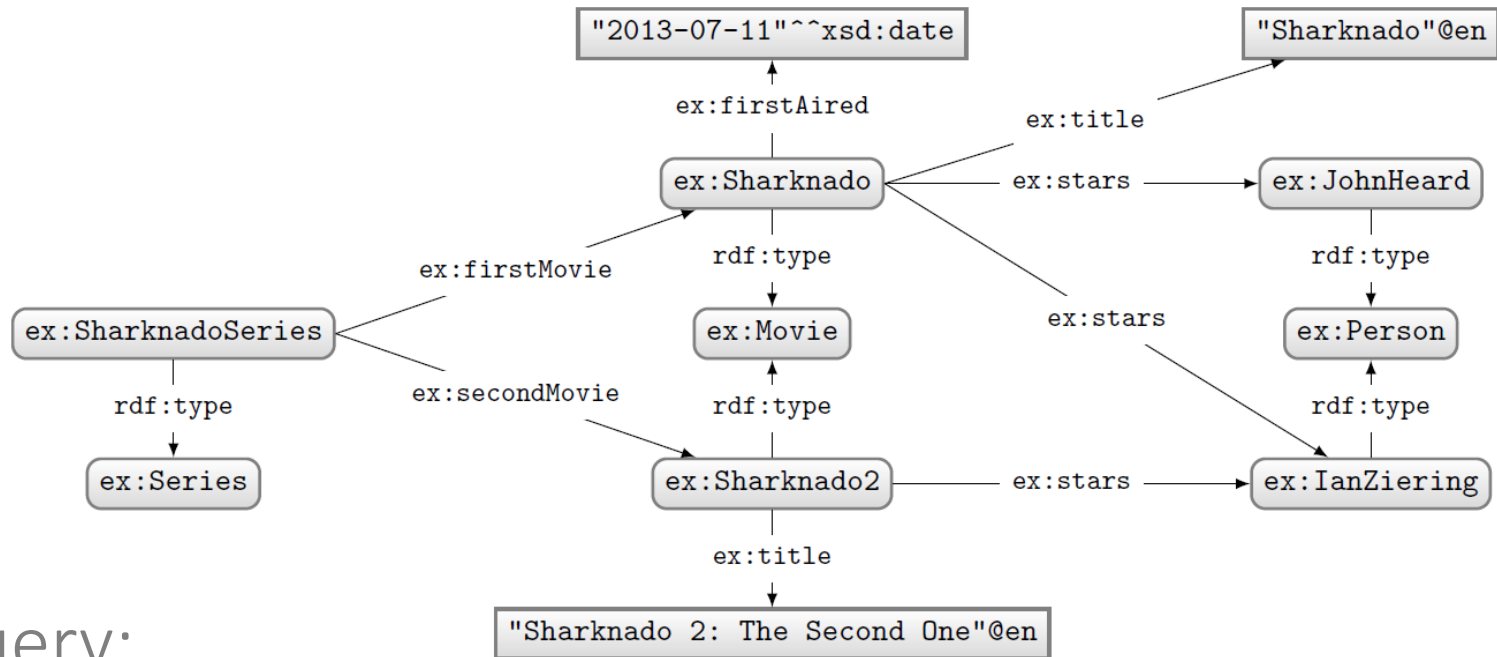 "2013-07-11"^^xsd:date
"Sharknado"@en
ex:firstAired
ex:title
ex:Sharknado
ex:stars
ex:JohnHeard
rdf:type
rdf:type
ex:firstMovie
ex:SharknadoSeries
ex:Movie
ex:stars
ex:Person
ex:secondMovie
rdf:type
rdf:type
rdf:type
ex:Series
ex:Sharknado2
ex:stars
ex:IanZiering
ex:title
"Sharknado 2: The Second One"@en